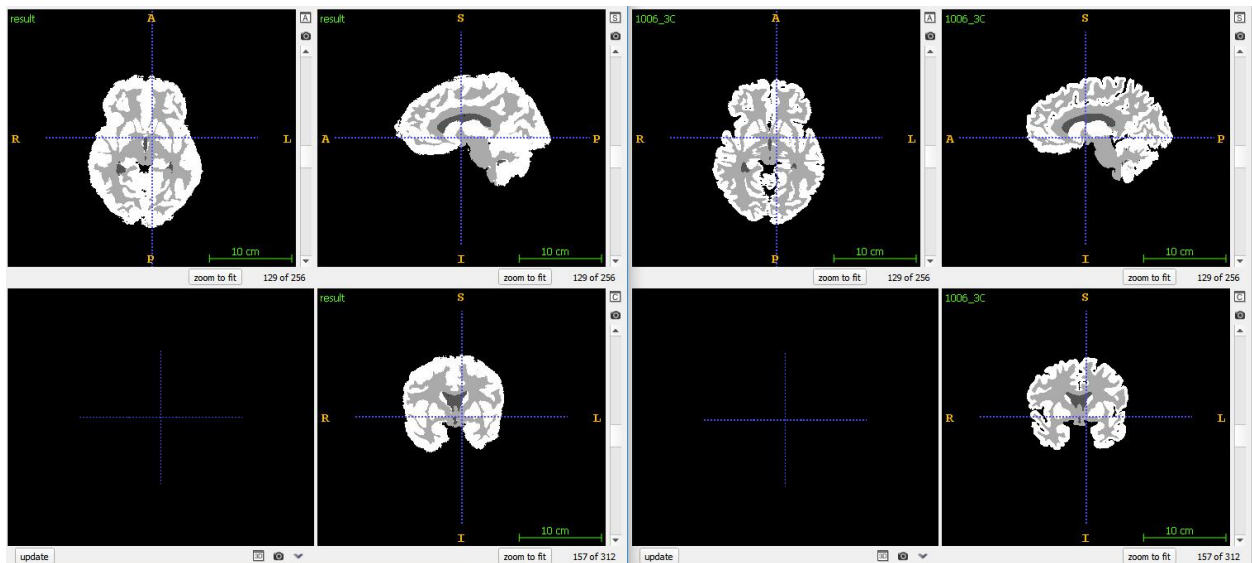 result
A
A
R
L
10 cm
P
zoom to fit
129 of 256
result
S
S
A
P
10 cm
I
zoom to fit
129 of 256
1006_3C
A
A
R
L
10 cm
P
zoom to fit
129 of 256
1006_3C
S
S
A
P
10 cm
I
zoom to fit
129 of 256
update
3D
result
S
C
R
L
10 cm
I
zoom to fit
157 of 312
update
3D
1006_3C
S
C
R
L
10 cm
I
zoom to fit
157 of 312